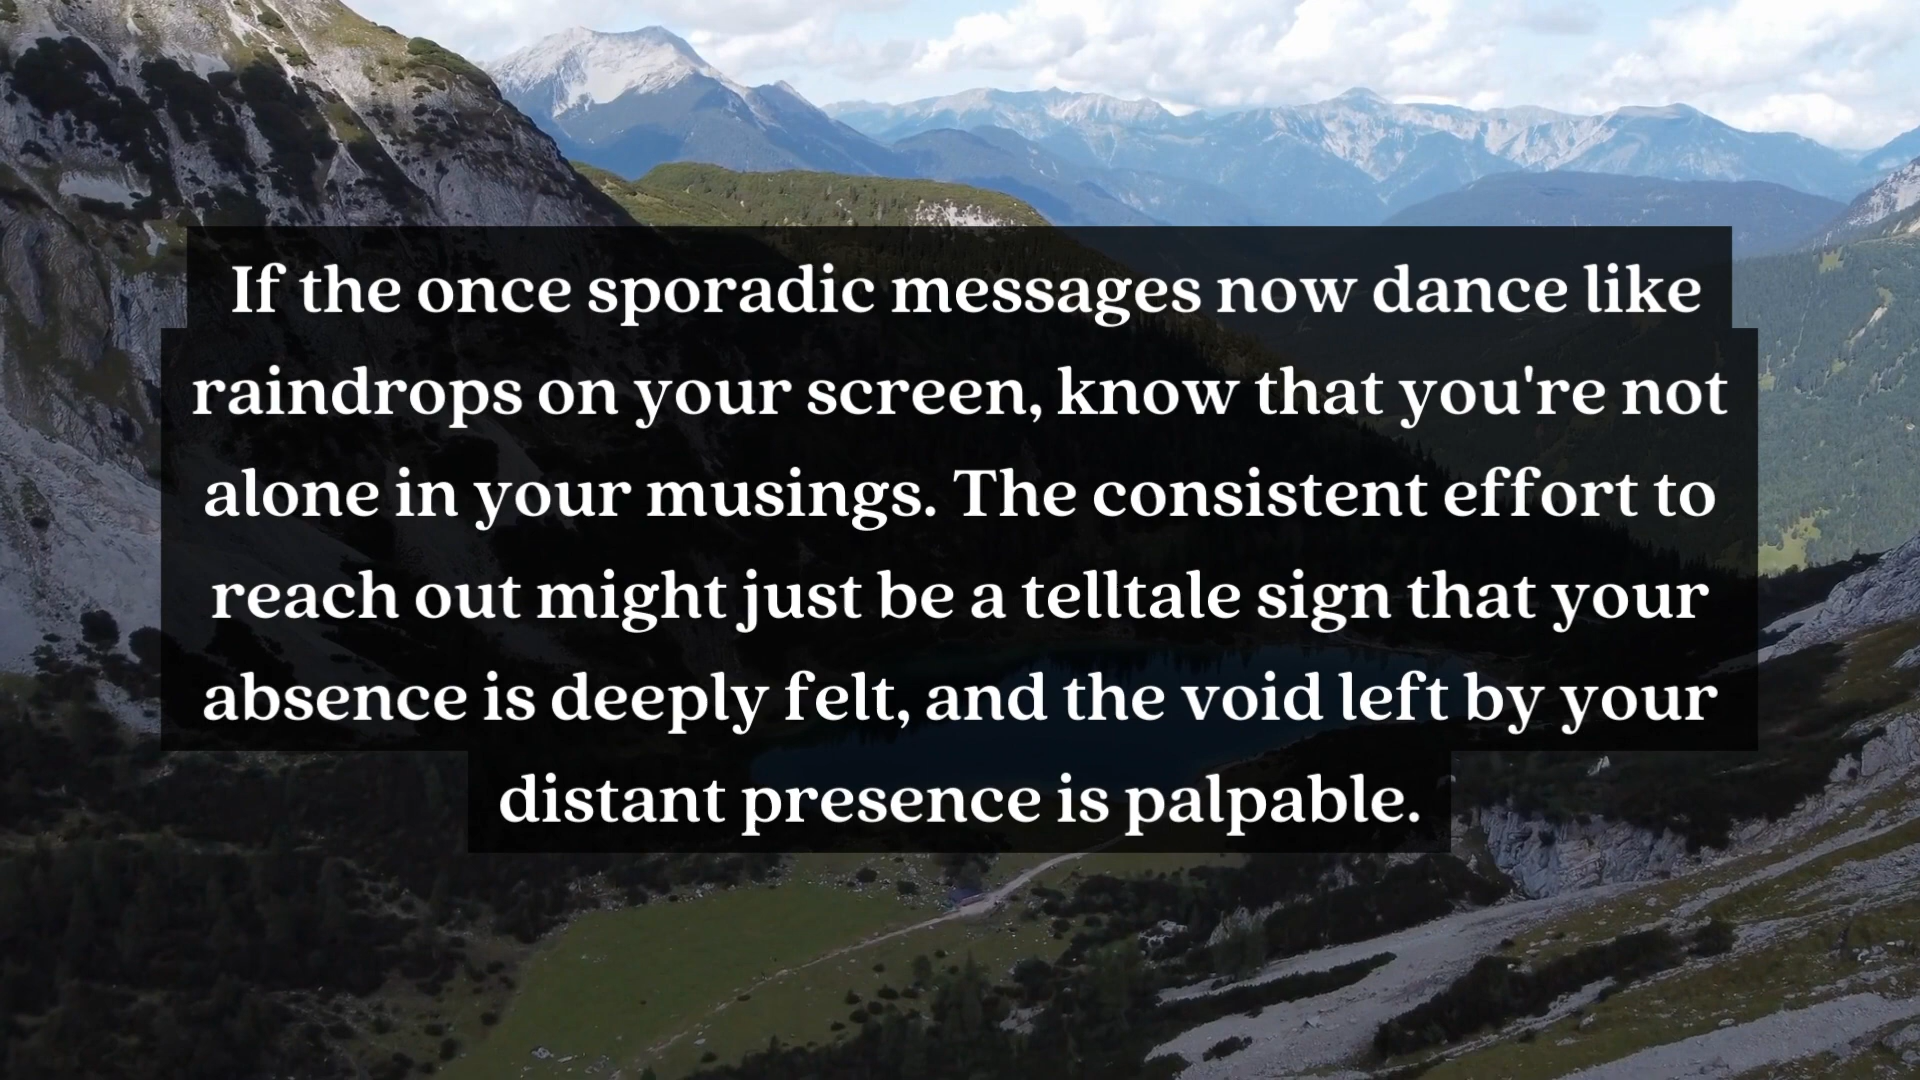 If the once sporadic messages now dance like
raindrops on your screen, know that you're not
alone in your musings. The consistent effort to
reach out might just be a telltale sign that your
absence is deeply felt, and the void left by your
distant presence is palpable.